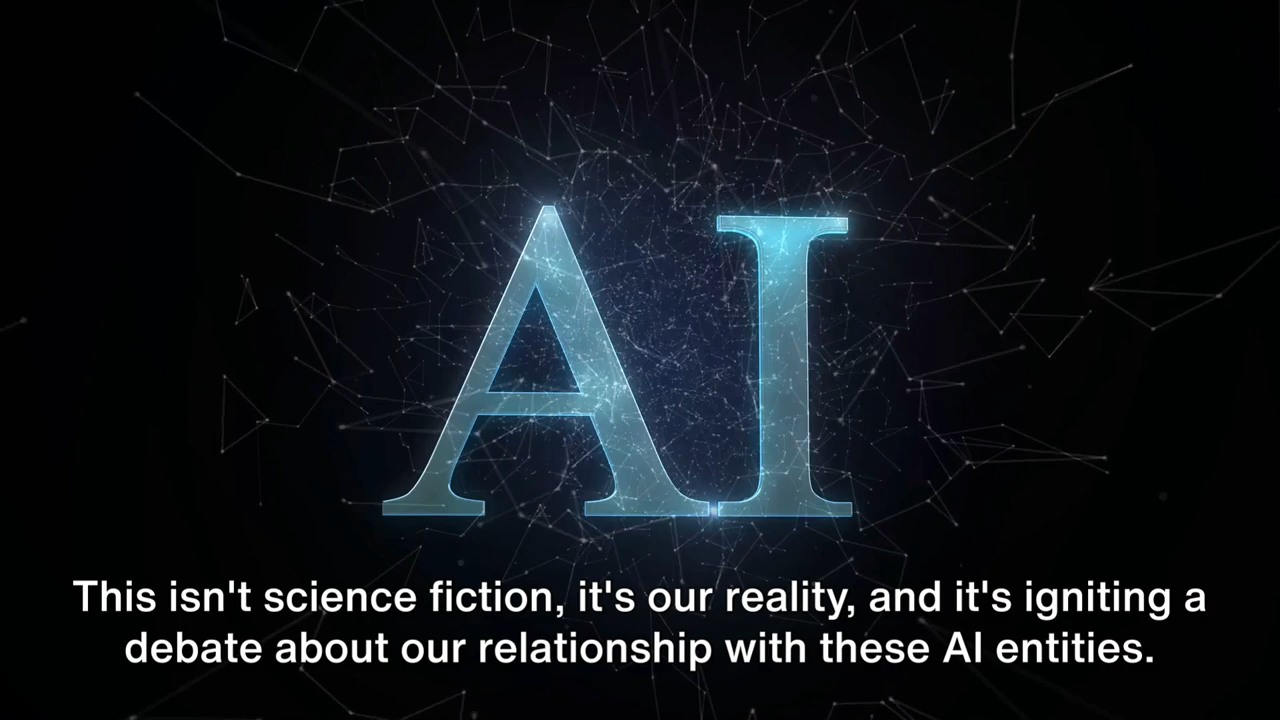 AI
This isn't science fiction, it's our reality, and it's igniting a
debate about our relationship with these AI entities.